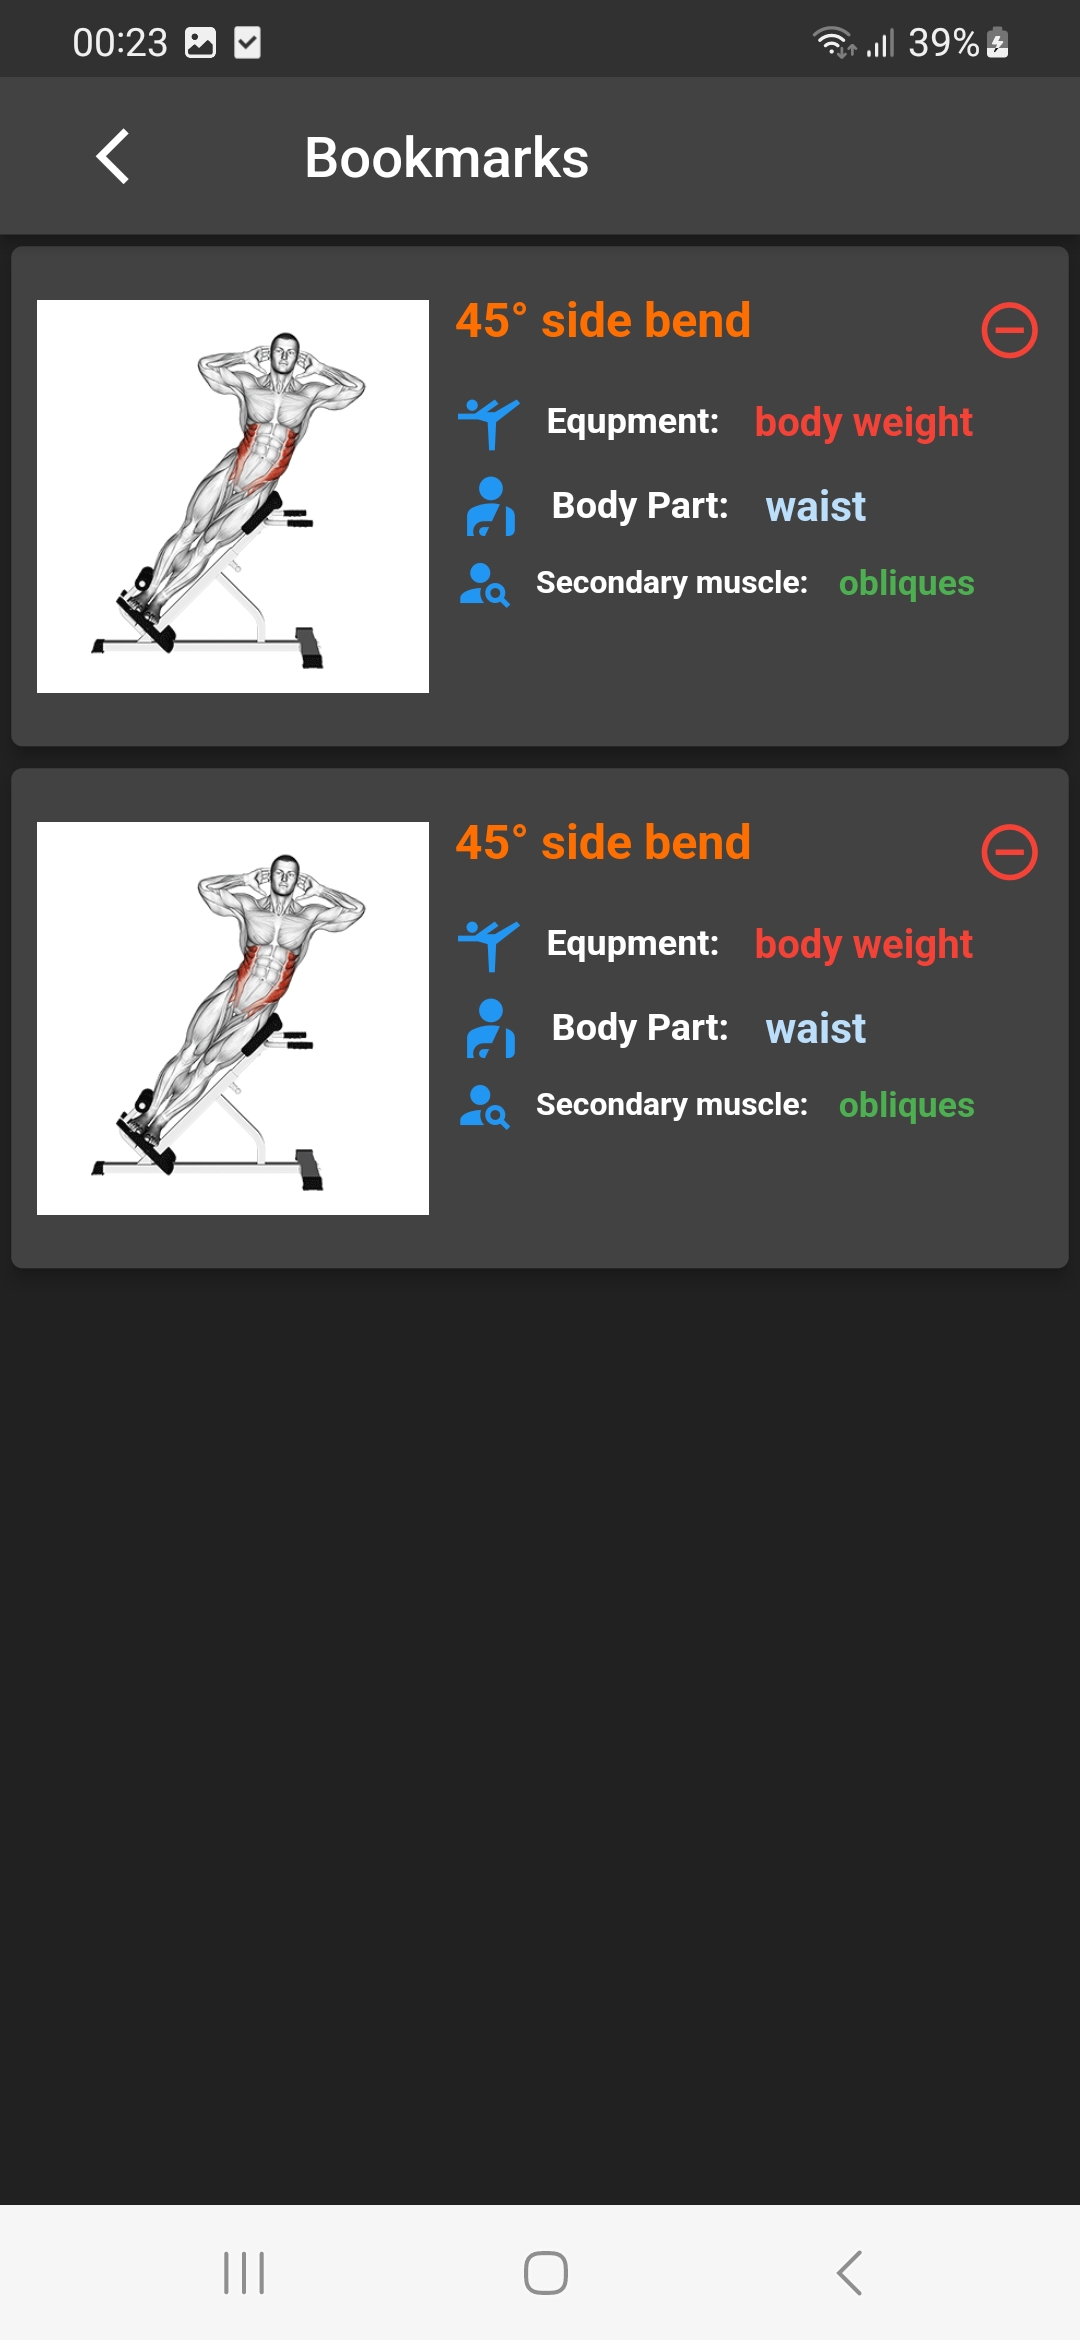 00:23
39%
Bookmarks
45° side bend
Equpment: body weight
Body Part: waist
Secondary muscle: obliques
45° side bend
Equpment: body weight
Body Part: waist
Secondary muscle: obliques